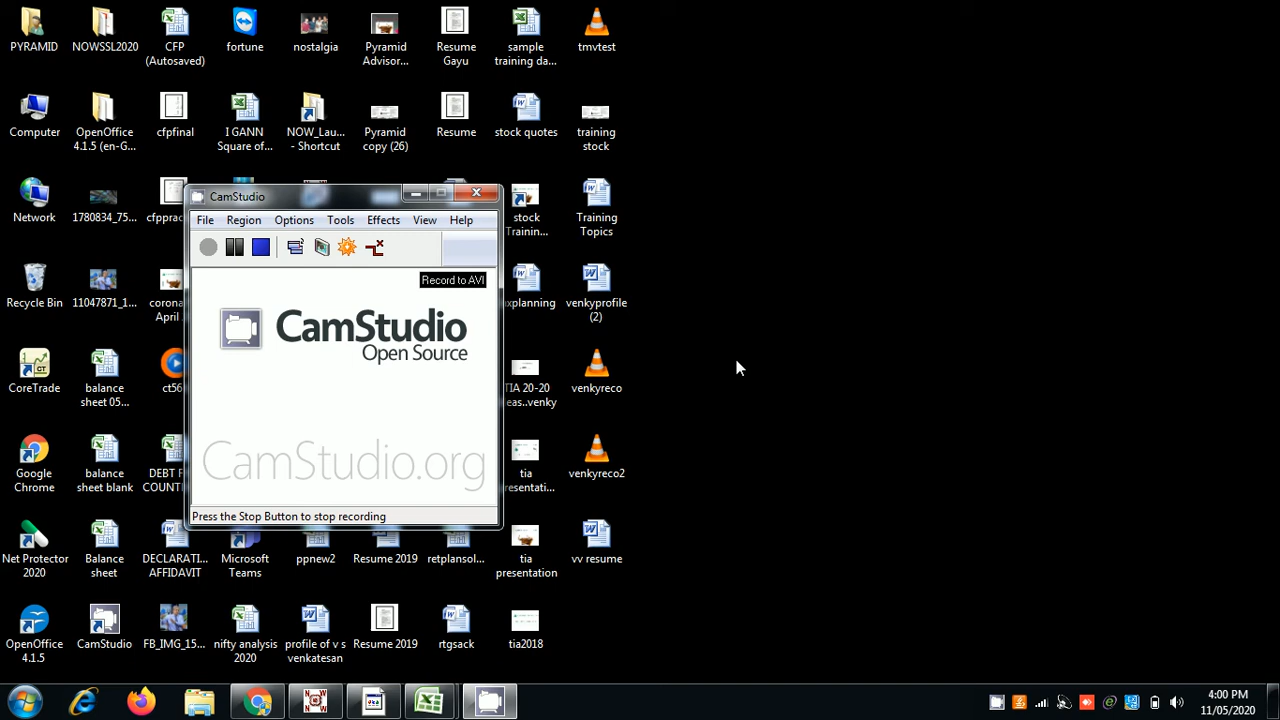 PYRAMID
NOWSSL2020
CFP
(Autosaved)
fortune
nostalgia
Pyramid
Advisor...
Resume
Gayu
sample
training da...
tmvtest
Computer
OpenOffice
4.1.5 (en-G...
cfpfinal
I GANN
Square of...
NOW_Lau...
- Shortcut
Pyramid
copy (26)
Resume
stock quotes
training
stock
Network
1780834_75...
cfpprac
stock
Trainin...
Training
Topics
Recycle Bin
11047871_1...
corona
April
xplanning
venkyprofile
(2)
CoreTrade
balance
sheet 05...
ct56
TIA 20-20
eas..venky
venkyreco
Google
Chrome
balance
sheet blank
DEBT F
COUNT
tia
presentati...
venkyreco2
Net Protector
2020
Balance
sheet
DECLARATI...
AFFIDAVIT
Microsoft
Teams
ppnew2
Resume 2019
retplansol...
tia
presentation
vv resume
OpenOffice
4.1.5
CamStudio
FB_IMG_15...
nifty analysis
2020
profile of v s
venkatesan
Resume 2019
rtgsack
tia2018
CamStudio
File Region Options Tools Effects View Help
Record to AVI
CamStudio
Open Source
CamStudio.org
Press the Stop Button to stop recording
4:00 PM
11/05/2020